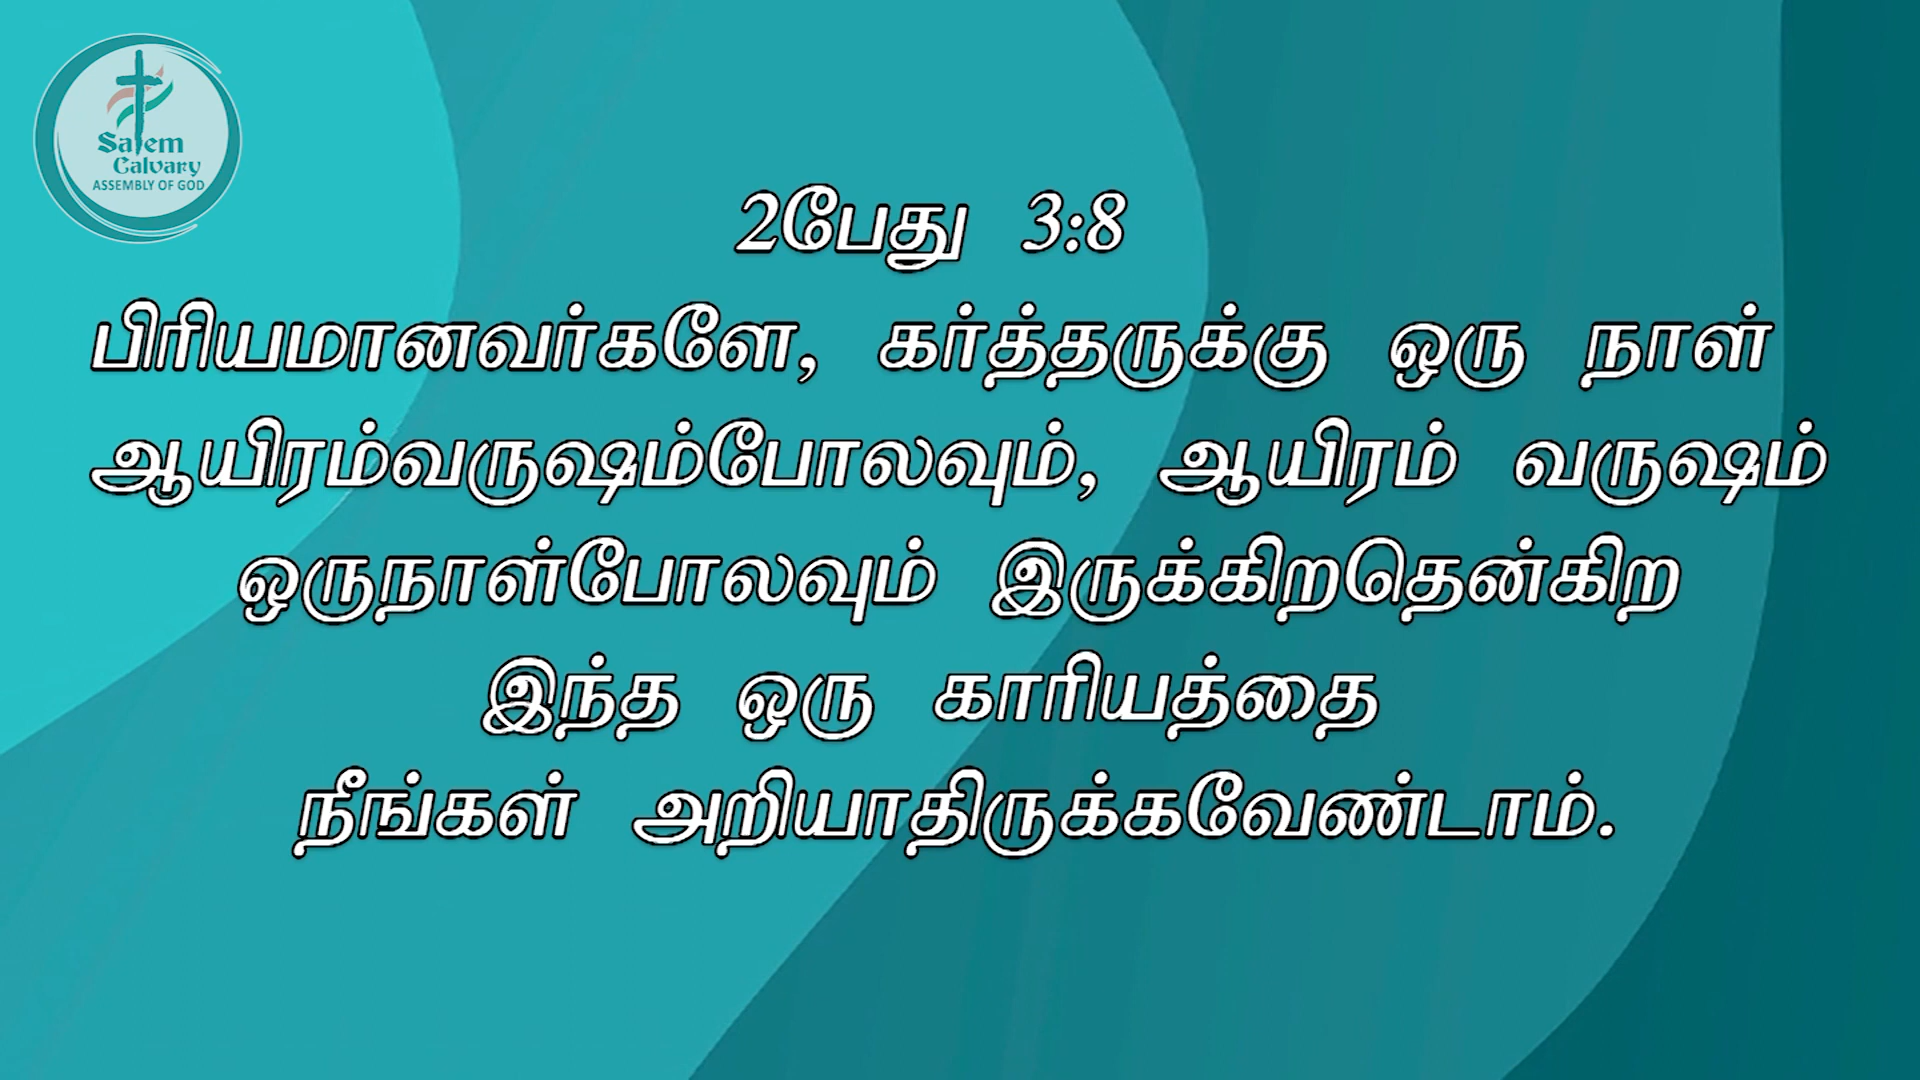 Salem
Calvary
ASSEMBLY OF GOD
2பேது 3:8
பிரியமானவர்களே, கர்த்தருக்கு ஒரு நாள்
ஆயிரம்வருஷம்போலவும், ஆயிரம் வருஷம்
ஒருநாள்போலவும் இருக்கிறதென்கிற
இந்த ஒரு காரியத்தை
நீங்கள் அறியாதிருக்கவேண்டாம்.